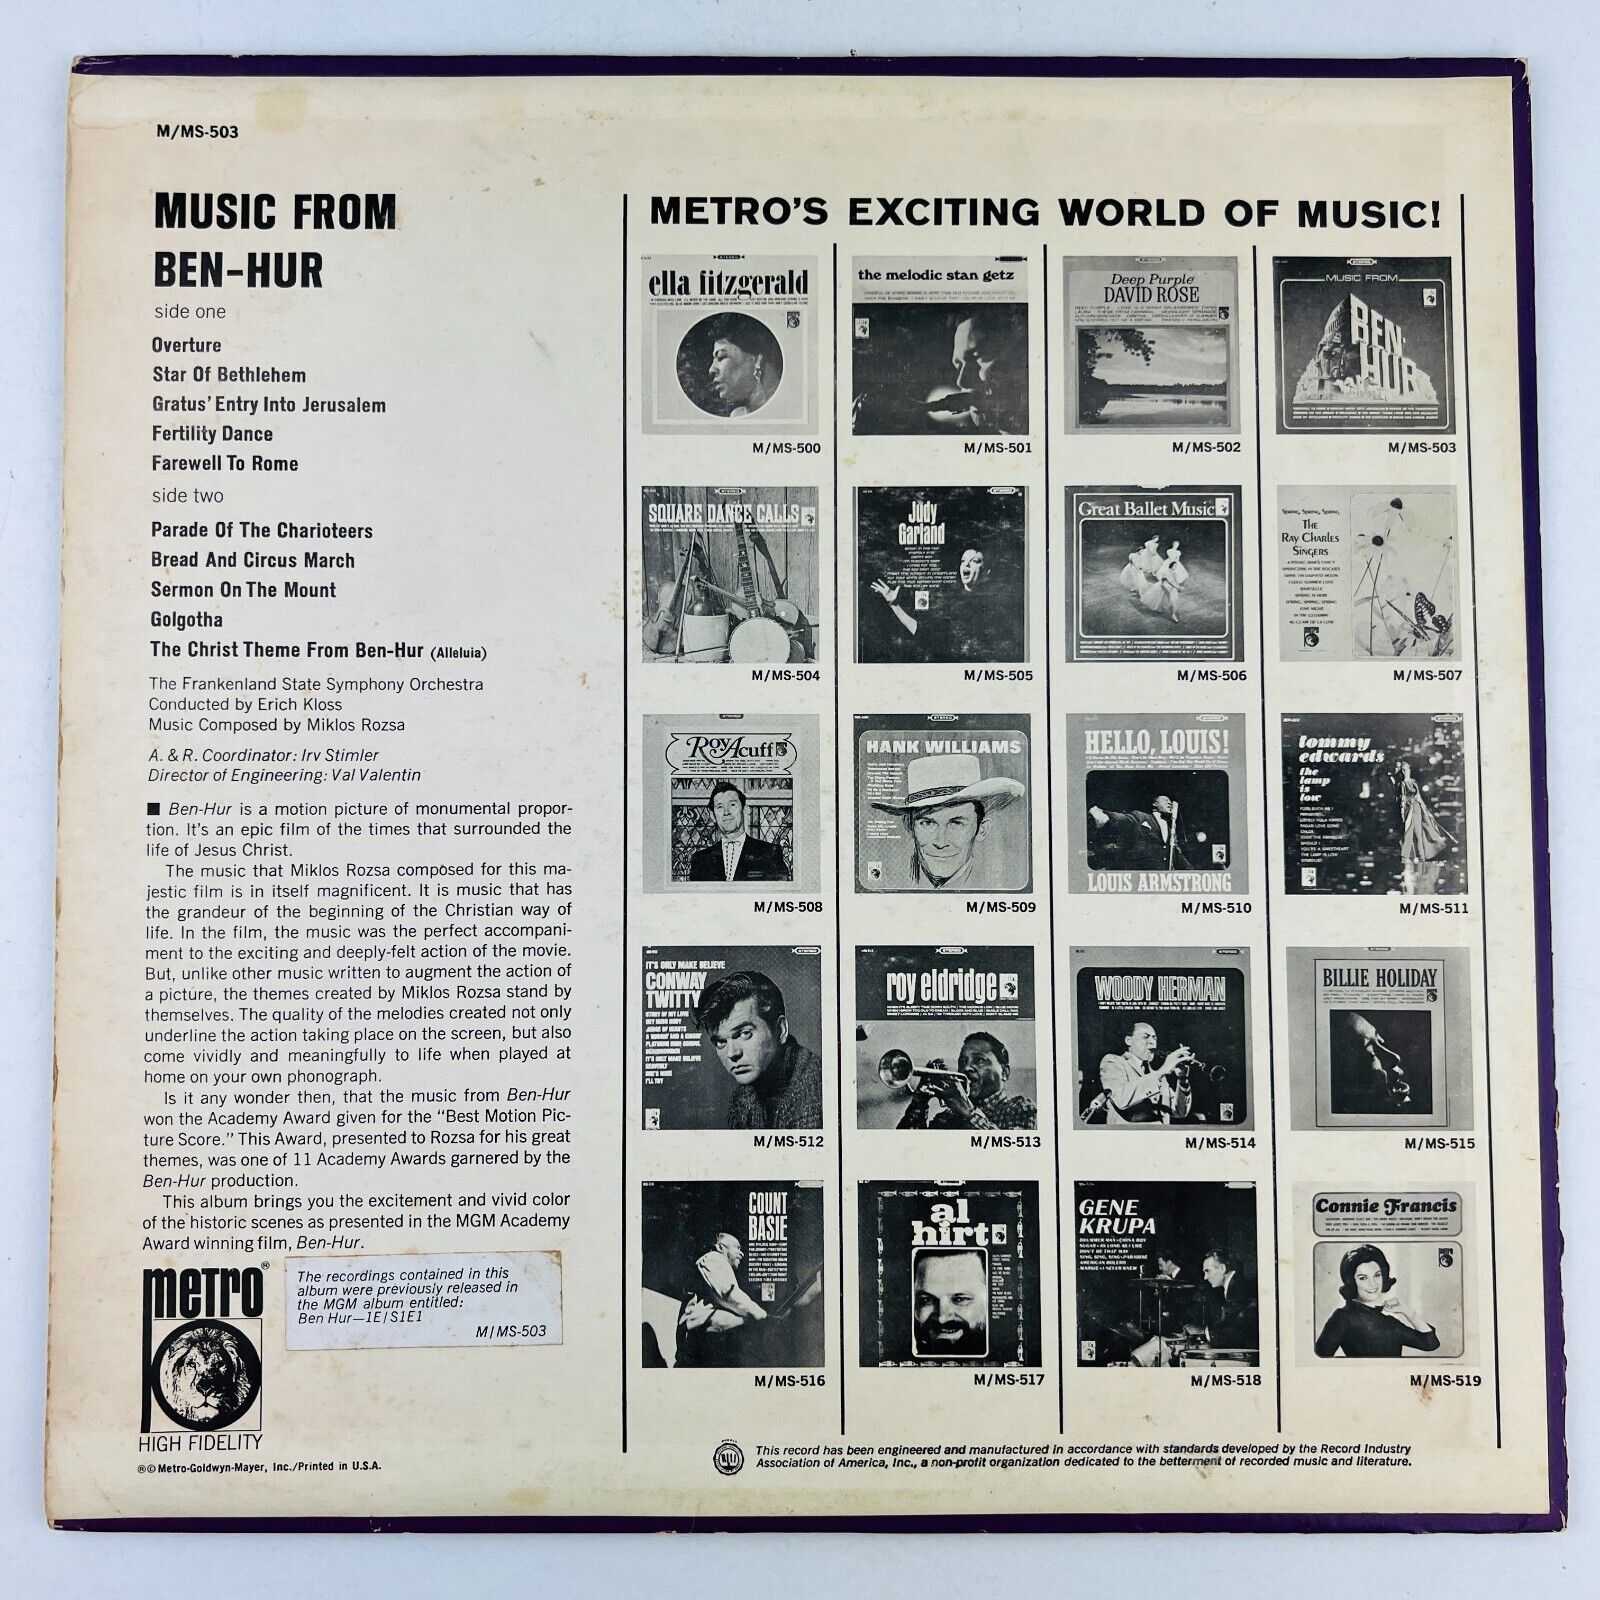 M/MS-503
MUSIC FROM
BEN-HUR
side one
Overture
Star Of Bethlehem
Gratus' Entry Into Jerusalem
Fertility Dance
Farewell To Rome
side two
Parade Of The Charioteers
Bread And Circus March
Sermon On The Mount
Golgotha
The Christ Theme From Ben-Hur (Alleluia)
The Frankenland State Symphony Orchestra
Conducted by Erich Kloss
Music Composed by Miklos Rozsa
A. & R. Coordinator: Irv Stimler
Director of Engineering: Val Valentin
■ Ben-Hur is a motion picture of monumental propor-
tion. It's an epic film of the times that surrounded the
life of Jesus Christ.
The music that Miklos Rozsa composed for this ma-
jestic film is in itself magnificent. It is music that has
the grandeur of the beginning of the Christian way of
life. In the film, the music was the perfect accompani-
ment to the exciting and deeply-felt action of the movie.
But, unlike other music written to augment the action of
a picture, the themes created by Miklos Rozsa stand by
themselves. The quality of the melodies created not only
underline the action taking place on the screen, but also
come vividly and meaningfully to life when played at
home on your own phonograph.
Is it any wonder then, that the music from Ben-Hur
won the Academy Award given for the "Best Motion Pic-
ture Score." This Award, presented to Rozsa for his great
themes, was one of 11 Academy Awards garnered by the
Ben-Hur production.
This album brings you the excitement and vivid color
of the historic scenes as presented in the MGM Academy
Award winning film, Ben-Hur.
METRO®
HIGH FIDELITY
The recordings contained in this
album were previously released in
the MGM album entitled:
Ben Hur—1E/S1E1
M/MS-503
℗© Metro-Goldwyn-Mayer, Inc./Printed in U.S.A.
METRO'S EXCITING WORLD OF MUSIC!
STEREO
ella fitzgerald
M/MS-500
the melodic stan getz
M/MS-501
Deep Purple
DAVID ROSE
M/MS-502
STEREO
MUSIC FROM
BEN-HUR
M/MS-503
STEREO
SQUARE DANCE CALLS
M/MS-504
STEREO
Judy
Garland
M/MS-505
Great Ballet Music
M/MS-506
SPRING, SPRING, SPRING
THE
RAY CHARLES
SINGERS
M/MS-507
Roy Acuff
M/MS-508
STEREO
HANK WILLIAMS
M/MS-509
STEREO
HELLO, LOUIS!
LOUIS ARMSTRONG
M/MS-510
STEREO
tommy
edwards
the
lamp
is
low
M/MS-511
STEREO
IT'S ONLY MAKE BELIEVE
CONWAY
TWITTY
M/MS-512
STEREO
roy eldridge
M/MS-513
STEREO
WOODY HERMAN
M/MS-514
BILLIE HOLIDAY
M/MS-515
COUNT
BASIE
M/MS-516
al
hirt
M/MS-517
GENE
KRUPA
M/MS-518
Connie Francis
M/MS-519
This record has been engineered and manufactured in accordance with standards developed by the Record Industry
Association of America, Inc., a non-profit organization dedicated to the betterment of recorded music and literature.